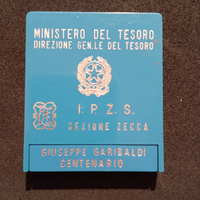 MINISTERO DEL TESORO
DIREZIONE GEN.LE DEL TESORO
I.P.Z.S.
SEZIONE ZECCA
GIUSEPPE GARIBALDI
CENTENARIO